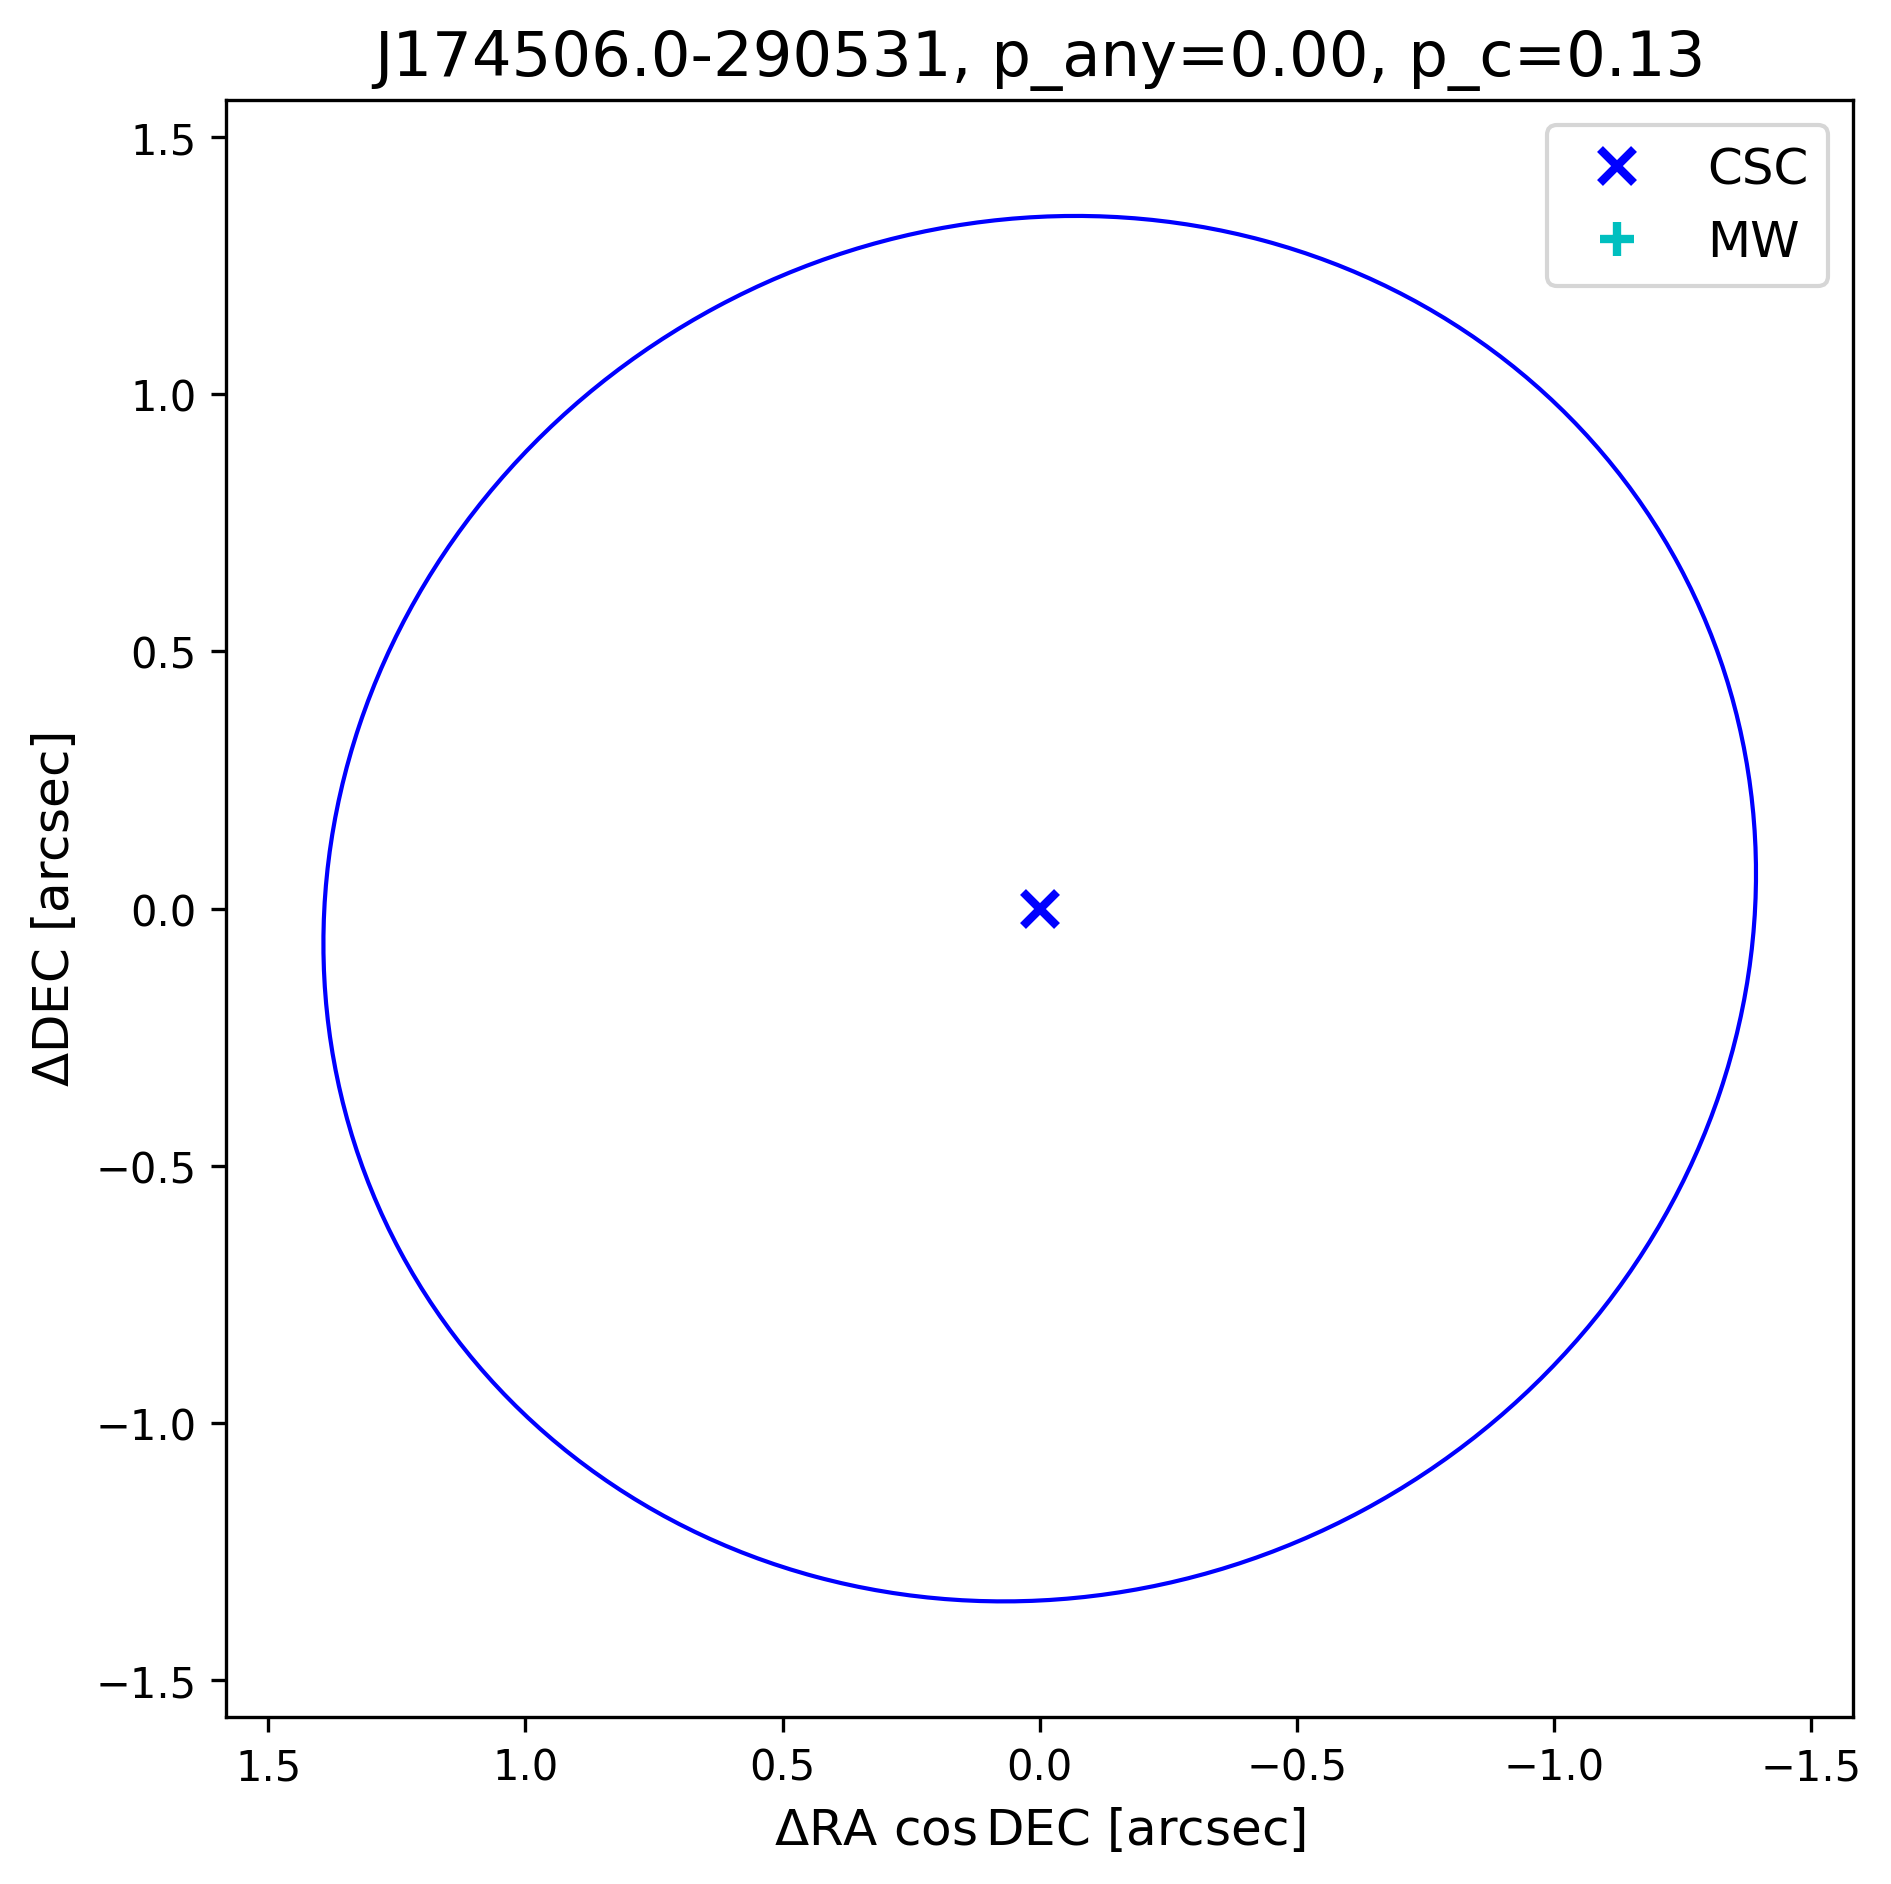 J174506.0-290531, p_any=0.00, p_c=0.13
CSC
MW
1.5
1.0
0.5
0.0
−0.5
−1.0
−1.5
ΔDEC [arcsec]
1.5 1.0 0.5 0.0 −0.5 −1.0 −1.5
ΔRA cos DEC [arcsec]